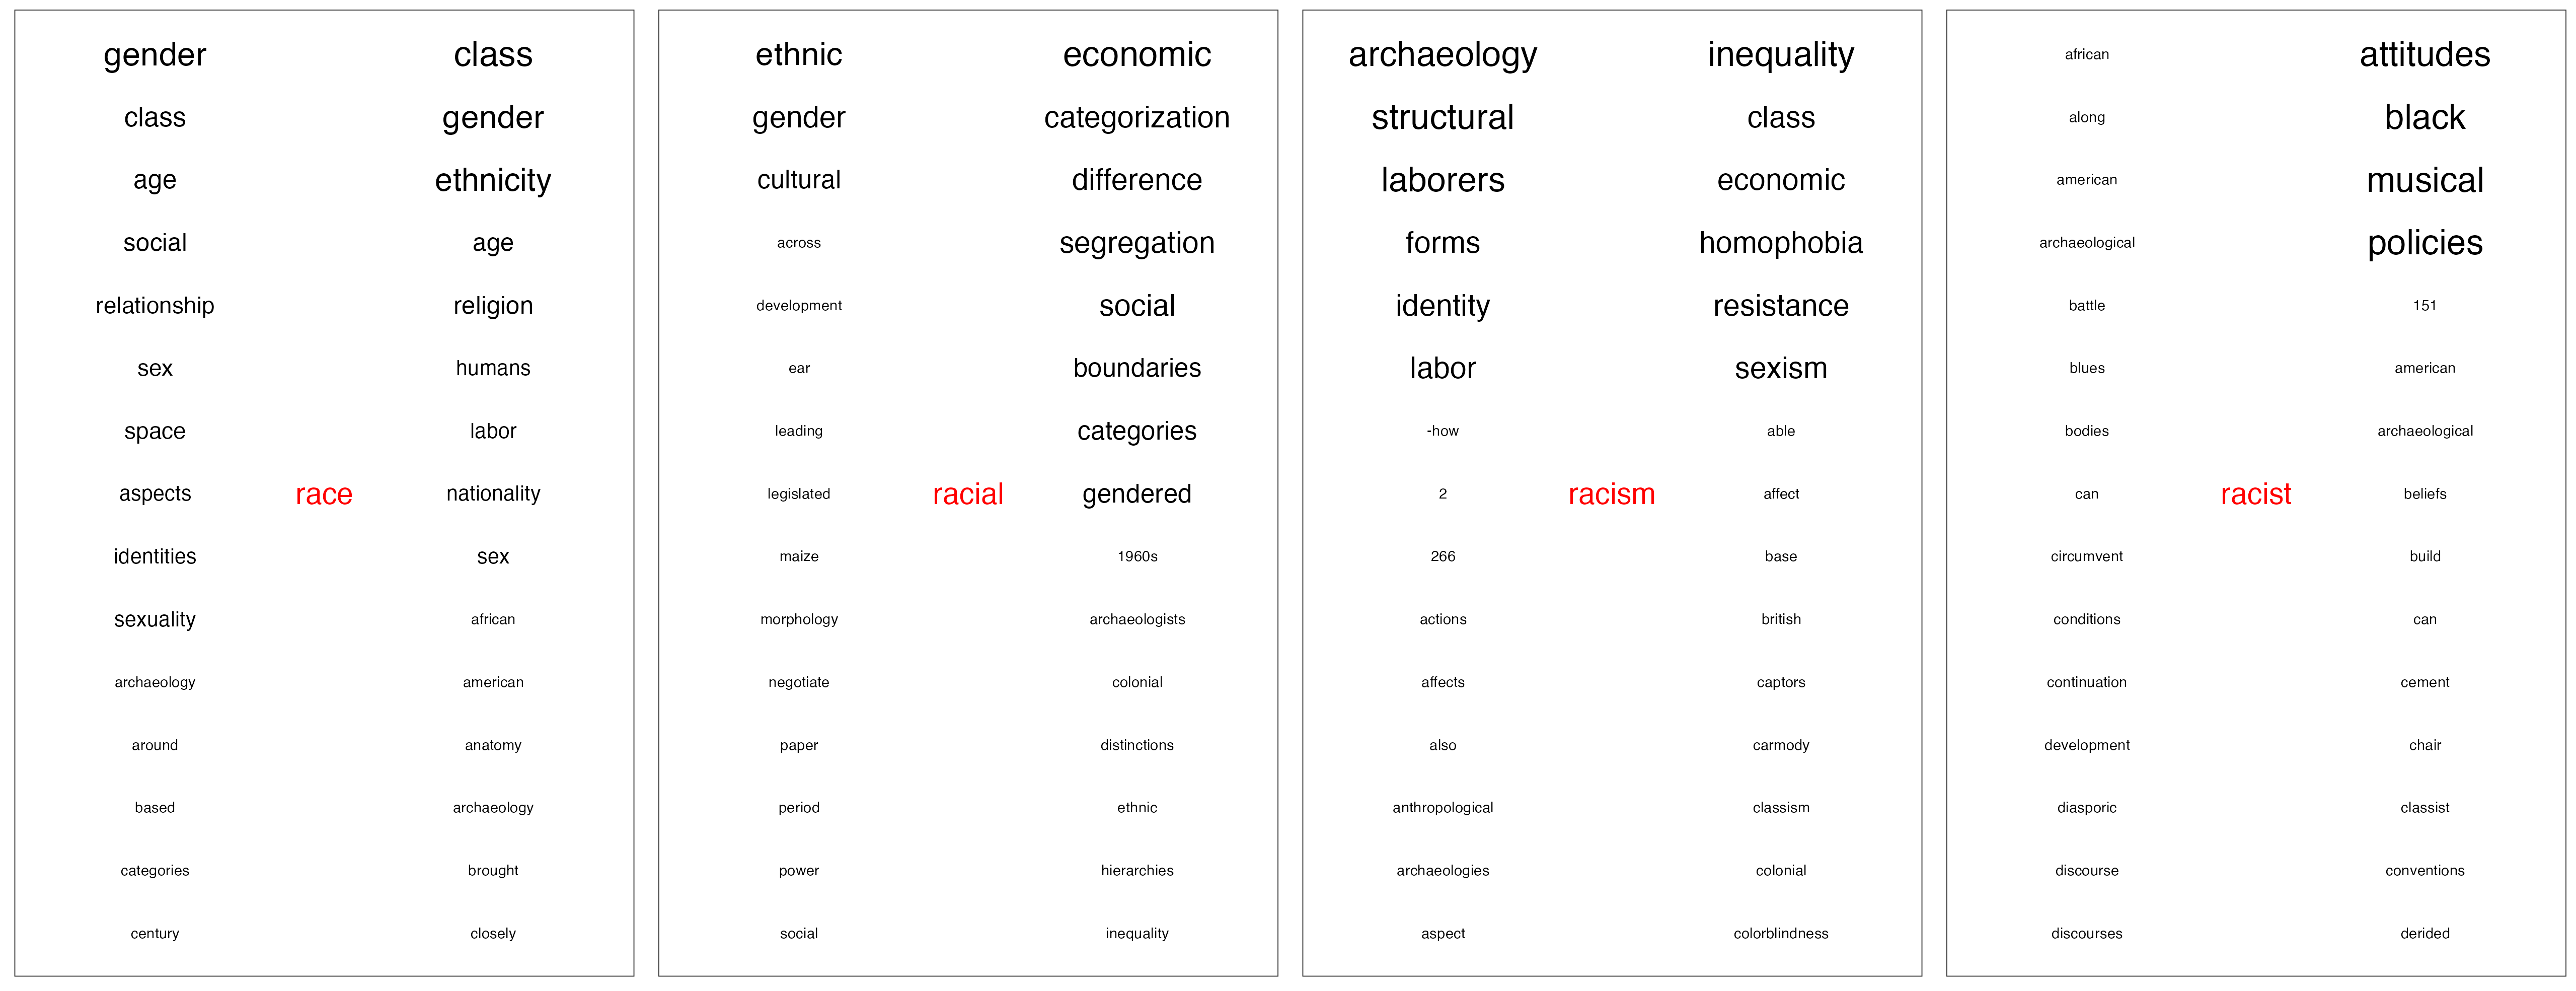 gender class
class gender
age ethnicity
social age
relationship religion
sex humans
space labor
aspects race nationality
identities sex
sexuality african
archaeology american
around anatomy
based archaeology
categories brought
century closely
ethnic economic
gender categorization
cultural difference
across segregation
development social
ear boundaries
leading categories
legislated racial gendered
maize 1960s
morphology archaeologists
negotiate colonial
paper distinctions
period ethnic
power hierarchies
social inequality
archaeology inequality
structural class
laborers economic
forms homophobia
identity resistance
labor sexism
-how able
2 racism affect
266 base
actions british
affects captors
also carmody
anthropological classism
archaeologies colonial
aspect colorblindness
african attitudes
along black
american musical
archaeological policies
battle 151
blues american
bodies archaeological
can racist beliefs
circumvent build
conditions can
continuation cement
development chair
diasporic classist
discourse conventions
discourses derided